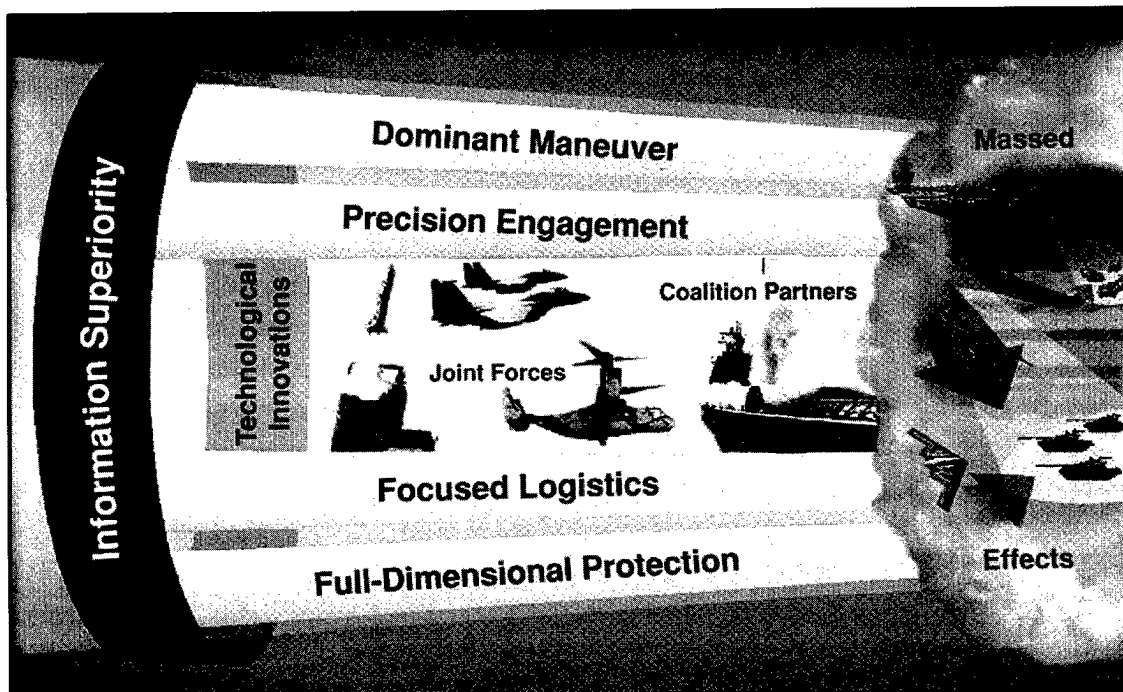 Information Superiority
Dominant Maneuver
Precision Engagement
Technological
Innovations
Coalition Partners
Joint Forces
Focused Logistics
Full-Dimensional Protection
Massed
Effects